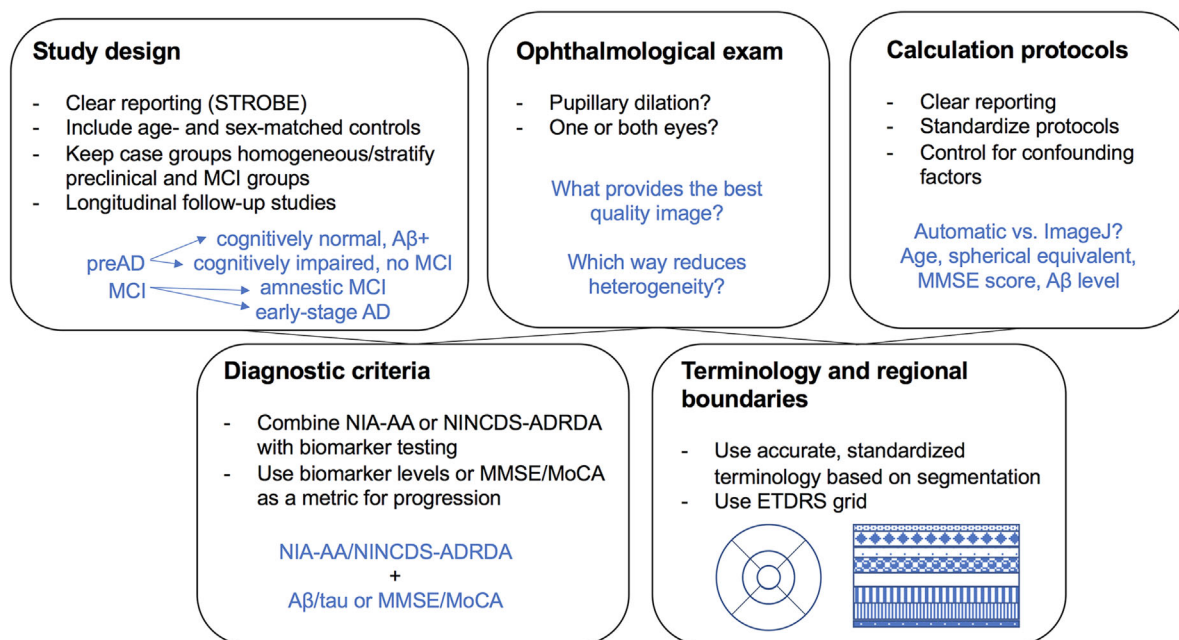 Study design
- Clear reporting (STROBE)
- Include age- and sex-matched controls
- Keep case groups homogeneous/stratify
preclinical and MCI groups
- Longitudinal follow-up studies
preAD
cognitively normal, Aβ+
cognitively impaired, no MCI
MCI
amnestic MCI
early-stage AD
Ophthalmological exam
- Pupillary dilation?
- One or both eyes?
What provides the best
quality image?
Which way reduces
heterogeneity?
Calculation protocols
- Clear reporting
- Standardize protocols
- Control for confounding
factors
Automatic vs. ImageJ?
Age, spherical equivalent,
MMSE score, Aβ level
Diagnostic criteria
- Combine NIA-AA or NINCDS-ADRDA
with biomarker testing
- Use biomarker levels or MMSE/MoCA
as a metric for progression
NIA-AA/NINCDS-ADRDA
+
Aβ/tau or MMSE/MoCA
Terminology and regional
boundaries
- Use accurate, standardized
terminology based on segmentation
- Use ETDRS grid